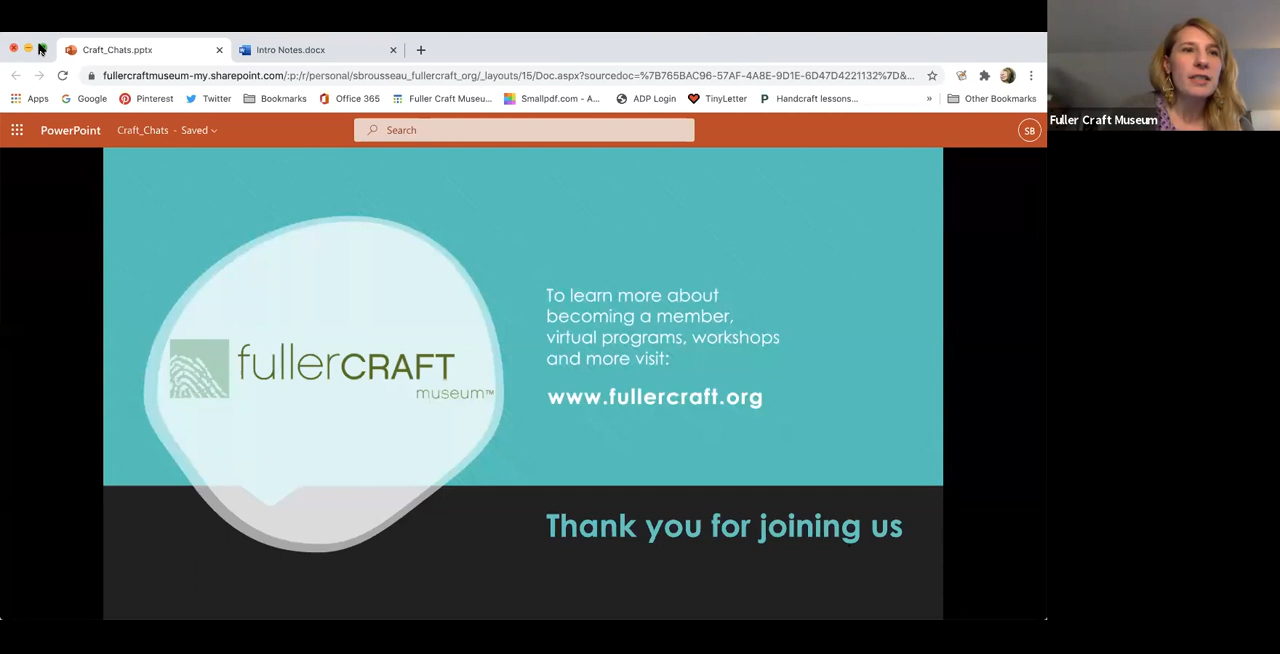 Craft_Chats.pptx
Intro Notes.docx
fullercraftmuseum-my.sharepoint.com/:p:/r/personal/sbrousseau_fullercraft_org/_layouts/15/Doc.aspx?sourcedoc=%7B765BAC96-57AF-4A8E-9D1E-6D47D4221132%7D&...
Apps Google Pinterest Twitter Bookmarks Office 365 Fuller Craft Museu... Smallpdf.com - A... ADP Login TinyLetter Handcraft lessons... » Other Bookmarks
PowerPoint Craft_Chats - Saved Search SB
Fuller Craft Museum
fullerCRAFT
museum™
To learn more about
becoming a member,
virtual programs, workshops
and more visit:
www.fullercraft.org
Thank you for joining us